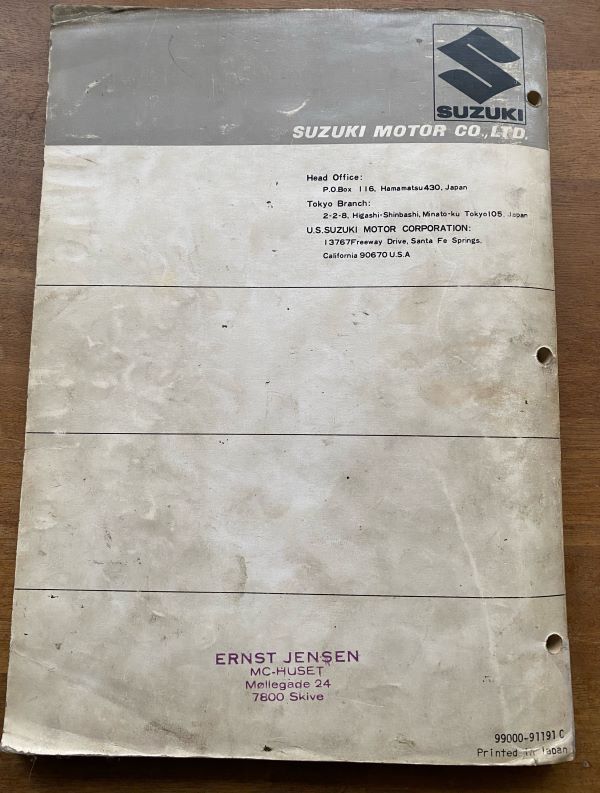 SUZUKI
SUZUKI MOTOR CO., LTD.
Head Office:
P.O.Box 116, Hamamatsu430, Japan
Tokyo Branch:
2-2-8, Higashi-Shinbashi, Minato-ku Tokyo105, Japan
U.S.SUZUKI MOTOR CORPORATION:
13767Freeway Drive, Santa Fe Springs.
California 90670 U.S.A
ERNST JENSEN
MC-HUSET
Møllegade 24
7800 Skive
99000-91191 C
Printed in Japan